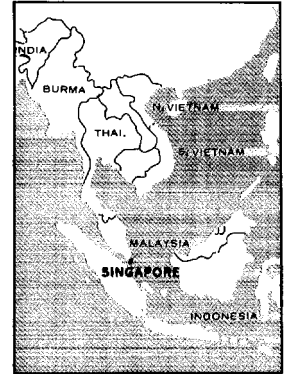 INDIA
BURMA
N. VIETNAM
THAI.
S. VIETNAM
MALAYSIA
SINGAPORE
INDONESIA